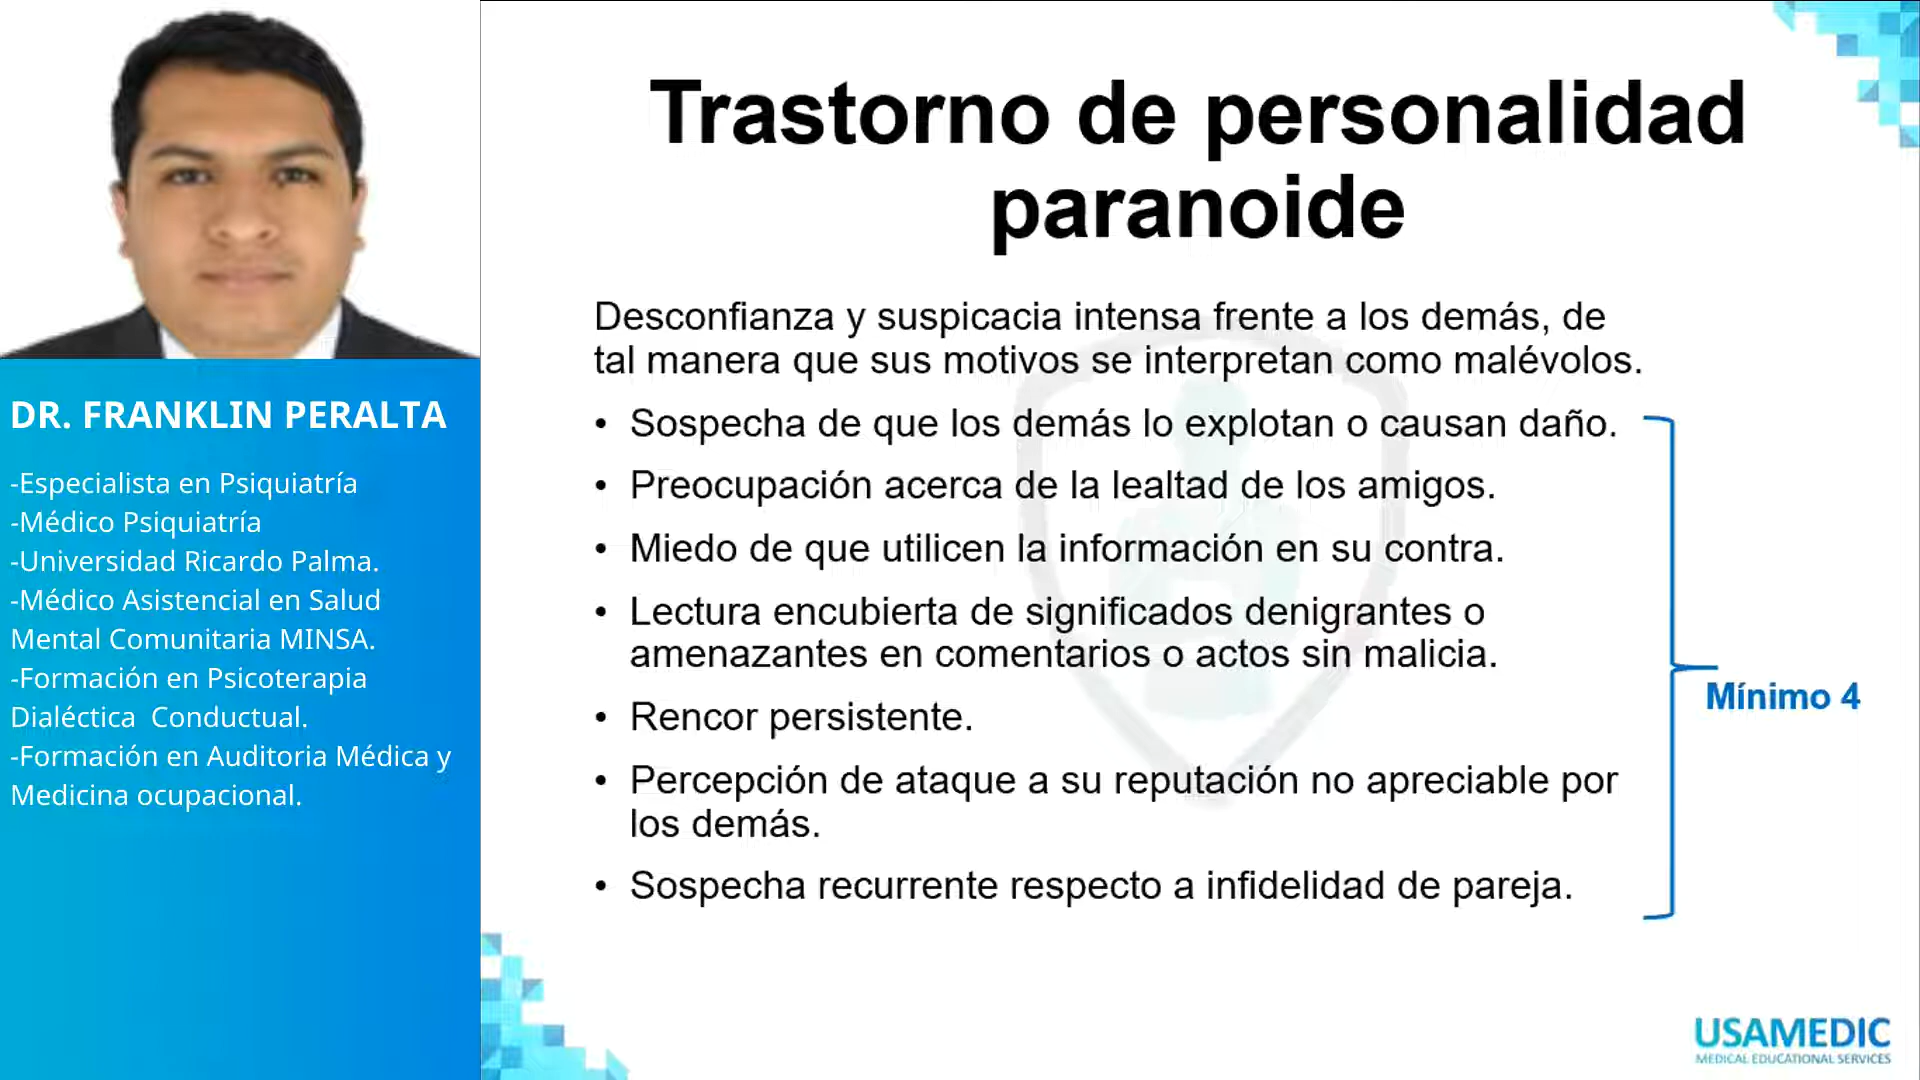 DR. FRANKLIN PERALTA
-Especialista en Psiquiatría
-Médico Psiquiatría
-Universidad Ricardo Palma.
-Médico Asistencial en Salud
Mental Comunitaria MINSA.
-Formación en Psicoterapia
Dialéctica  Conductual.
-Formación en Auditoria Médica y
Medicina ocupacional.
Trastorno de personalidad
paranoide
Desconfianza y suspicacia intensa frente a los demás, de
tal manera que sus motivos se interpretan como malévolos.
• Sospecha de que los demás lo explotan o causan daño.
• Preocupación acerca de la lealtad de los amigos.
• Miedo de que utilicen la información en su contra.
• Lectura encubierta de significados denigrantes o
amenazantes en comentarios o actos sin malicia.
• Rencor persistente.
• Percepción de ataque a su reputación no apreciable por
los demás.
• Sospecha recurrente respecto a infidelidad de pareja.
Mínimo 4
USAMEDIC
MEDICAL EDUCATIONAL SERVICES